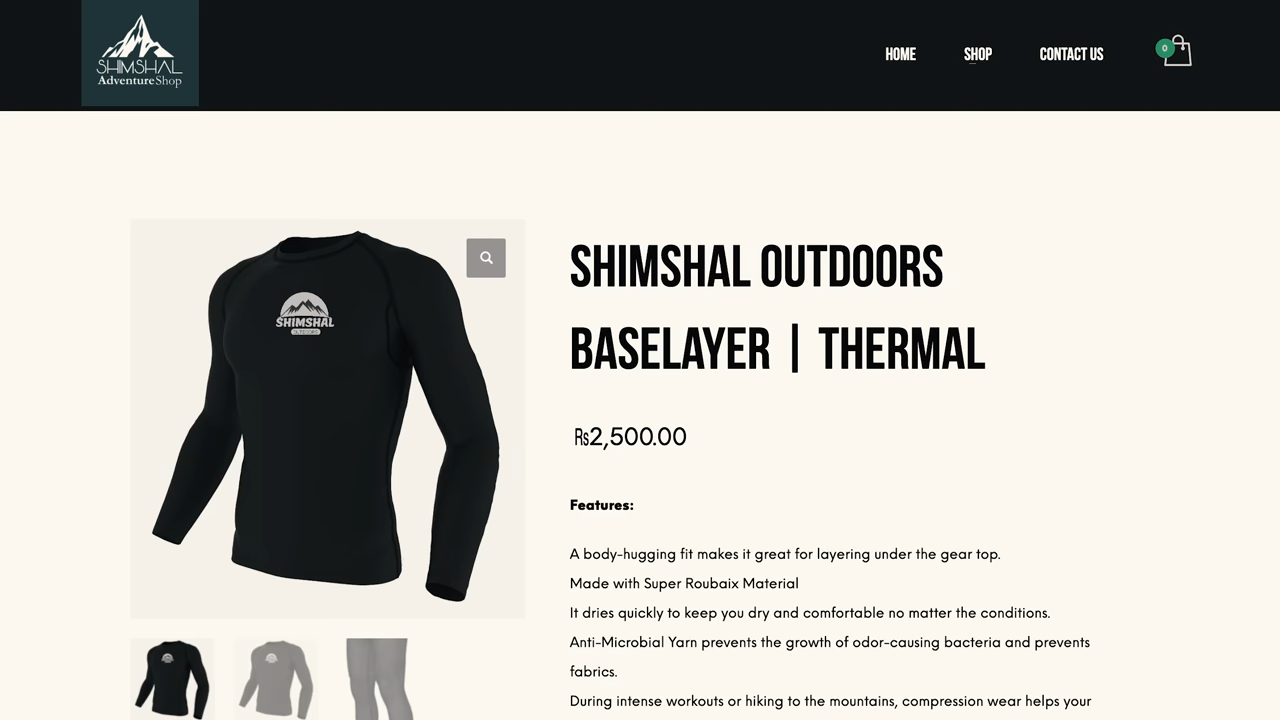 SHIMSHAL
Adventure Shop
HOME
SHOP
CONTACT US
0
SHIMSHAL
OUTDOORS
SHIMSHAL OUTDOORS
BASELAYER | THERMAL
₨2,500.00
Features:
A body-hugging fit makes it great for layering under the gear top.
Made with Super Roubaix Material
It dries quickly to keep you dry and comfortable no matter the conditions.
Anti-Microbial Yarn prevents the growth of odor-causing bacteria and prevents
fabrics.
During intense workouts or hiking to the mountains, compression wear helps your